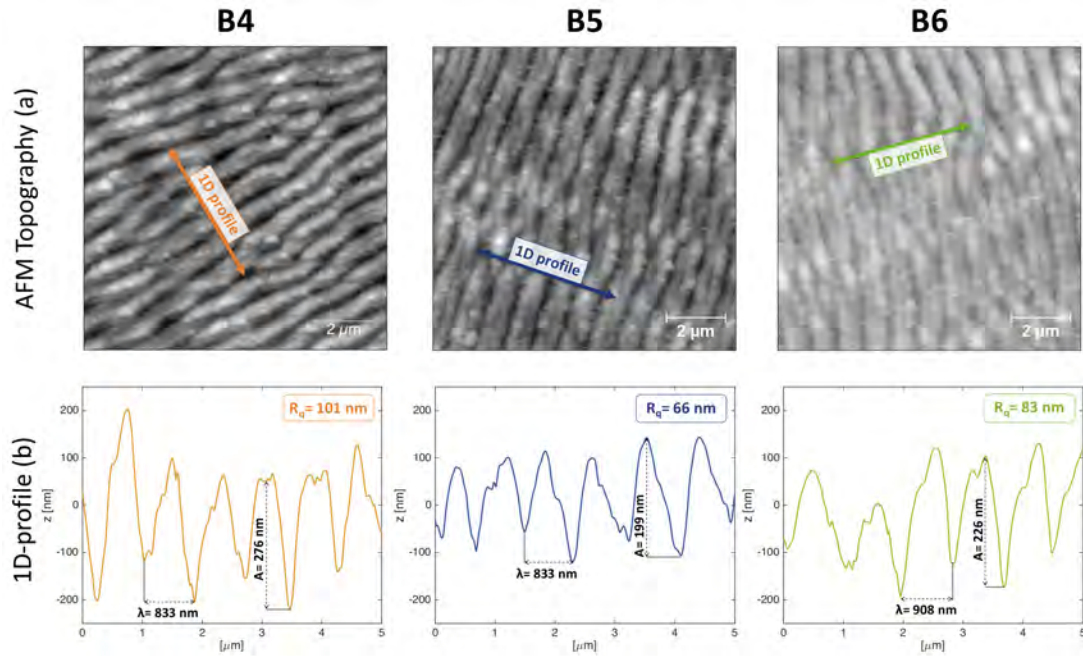 B4 B5 B6
AFM Topography (a)
1D profile
1D profile
1D profile
2 μm
2 μm
2 μm
1D-profile (b)
z [nm]
200
100
0
-100
-200
R_q= 101 nm
A= 276 nm
λ= 833 nm
0 1 2 3 4 5
[μm]
z [nm]
200
100
0
-100
-200
R_q= 66 nm
A= 199 nm
λ= 833 nm
0 1 2 3 4 5
[μm]
z [nm]
200
100
0
-100
-200
R_q= 83 nm
A= 226 nm
λ= 908 nm
0 1 2 3 4 5
[μm]